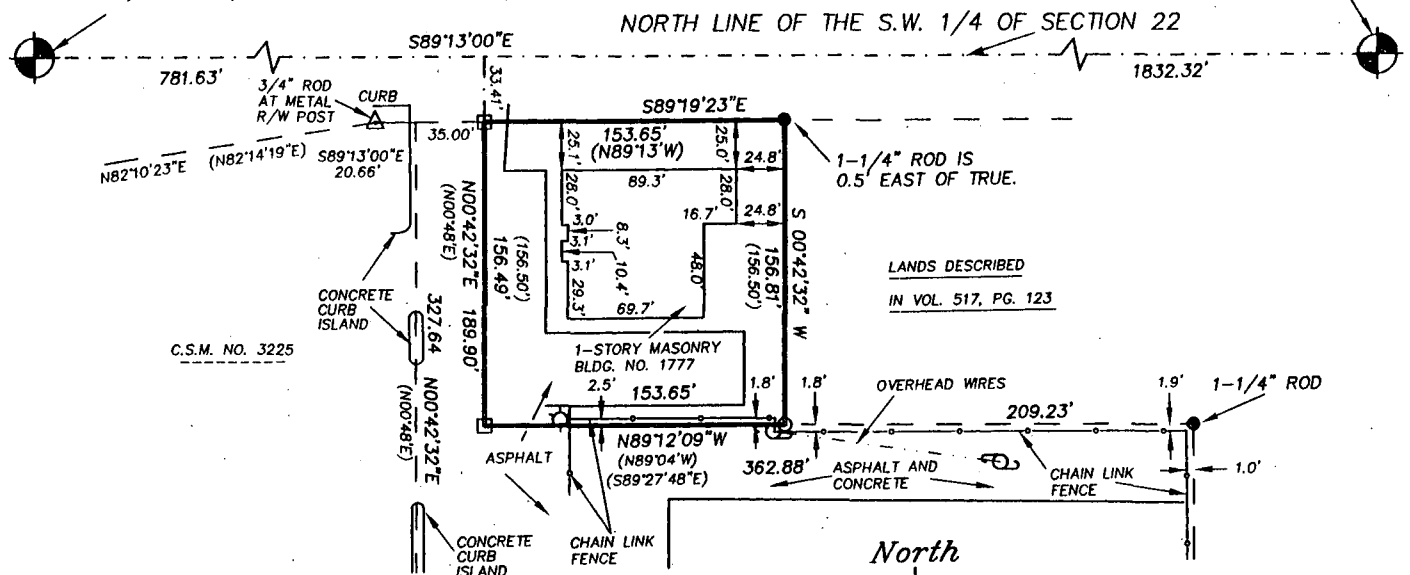 NORTH LINE OF THE S.W. 1/4 OF SECTION 22
S89°13'00"E
781.63'
1832.32'
3/4" ROD
AT METAL
R/W POST
CURB
33.41'
S89°19'23"E
35.00'
153.65'
(N89°13'W)
25.1'
25.0'
24.8'
1-1/4" ROD IS
0.5' EAST OF TRUE.
N82°10'23"E
(N82°14'19"E)
S89°13'00"E
20.66'
89.3'
28.0'
28.0'
N00°42'32"E
(N00°48'E)
156.49'
(156.50')
189.90'
3.0'
8.3'
3.1'
10.4'
3.1'
29.3'
16.7'
24.8'
48.0'
69.7'
S 00°42'32" W
156.81'
(156.50')
LANDS DESCRIBED
IN VOL. 517, PG. 123
CONCRETE
CURB
ISLAND
327.64
N00°42'32"E
(N00°48'E)
C.S.M. NO. 3225
1-STORY MASONRY
BLDG. NO. 1777
2.5'
153.65'
1.8'
1.8'
OVERHEAD WIRES
209.23'
1.9'
1-1/4" ROD
N89°12'09"W
(N89°04'W)
(S89°27'48"E)
362.88'
ASPHALT
ASPHALT AND
CONCRETE
CHAIN LINK
FENCE
1.0'
CONCRETE
CURB
ISLAND
CHAIN LINK
FENCE
North